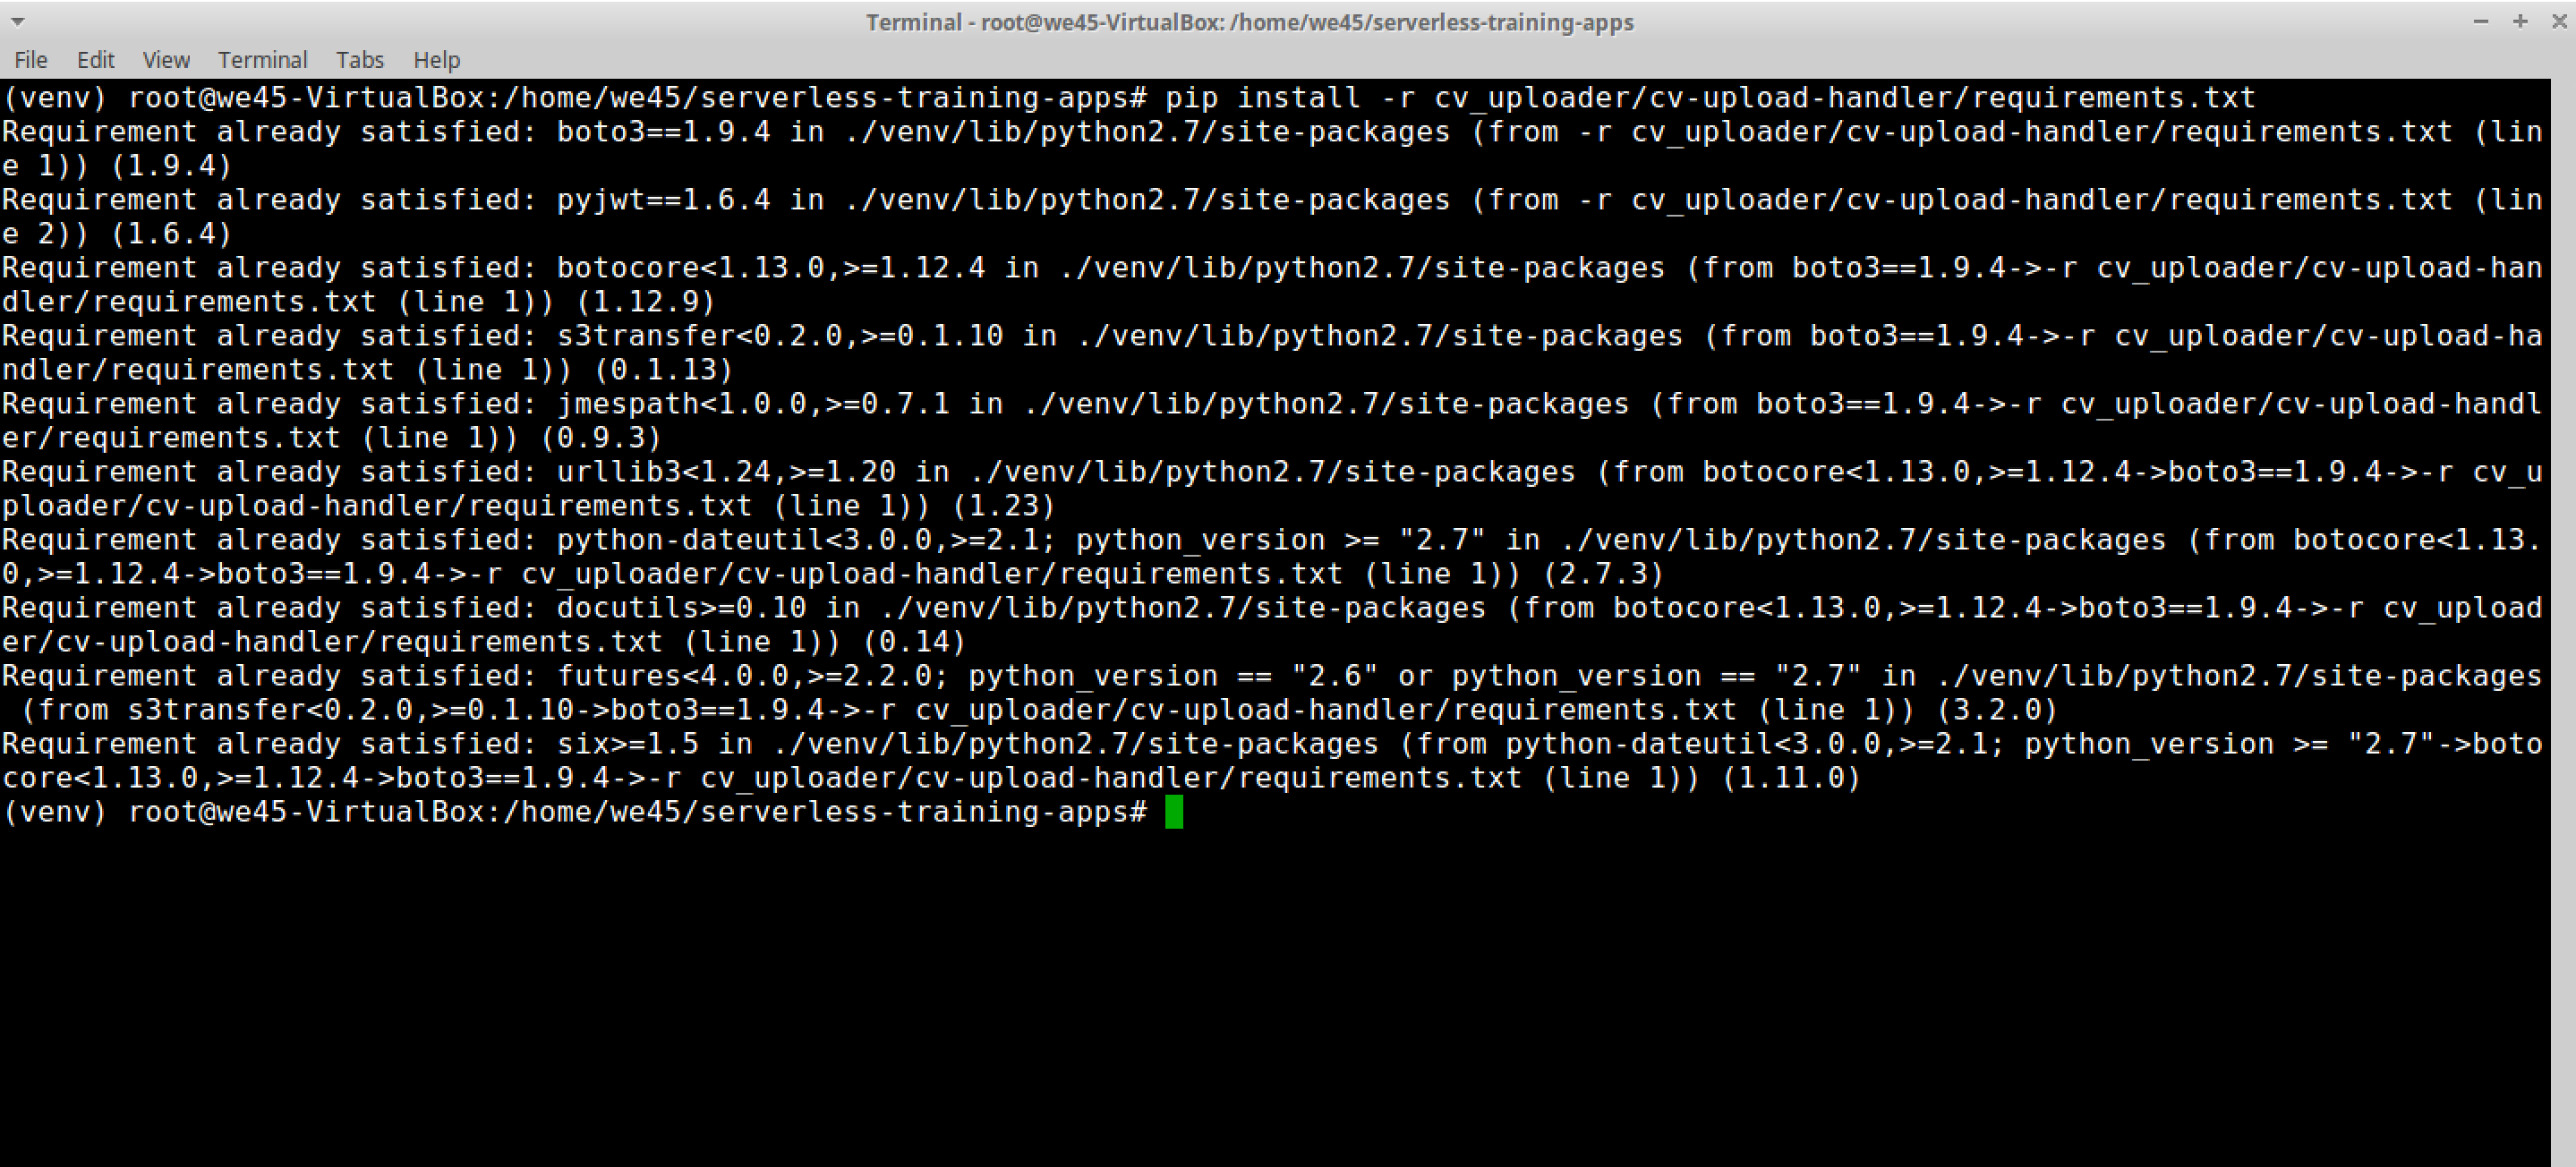 Terminal - root@we45-VirtualBox: /home/we45/serverless-training-apps
File Edit View Terminal Tabs Help
(venv) root@we45-VirtualBox:/home/we45/serverless-training-apps# pip install -r cv_uploader/cv-upload-handler/requirements.txt
Requirement already satisfied: boto3==1.9.4 in ./venv/lib/python2.7/site-packages (from -r cv_uploader/cv-upload-handler/requirements.txt (lin
e 1)) (1.9.4)
Requirement already satisfied: pyjwt==1.6.4 in ./venv/lib/python2.7/site-packages (from -r cv_uploader/cv-upload-handler/requirements.txt (lin
e 2)) (1.6.4)
Requirement already satisfied: botocore<1.13.0,>=1.12.4 in ./venv/lib/python2.7/site-packages (from boto3==1.9.4->-r cv_uploader/cv-upload-han
dler/requirements.txt (line 1)) (1.12.9)
Requirement already satisfied: s3transfer<0.2.0,>=0.1.10 in ./venv/lib/python2.7/site-packages (from boto3==1.9.4->-r cv_uploader/cv-upload-ha
ndler/requirements.txt (line 1)) (0.1.13)
Requirement already satisfied: jmespath<1.0.0,>=0.7.1 in ./venv/lib/python2.7/site-packages (from boto3==1.9.4->-r cv_uploader/cv-upload-handl
er/requirements.txt (line 1)) (0.9.3)
Requirement already satisfied: urllib3<1.24,>=1.20 in ./venv/lib/python2.7/site-packages (from botocore<1.13.0,>=1.12.4->boto3==1.9.4->-r cv_u
ploader/cv-upload-handler/requirements.txt (line 1)) (1.23)
Requirement already satisfied: python-dateutil<3.0.0,>=2.1; python_version >= "2.7" in ./venv/lib/python2.7/site-packages (from botocore<1.13.
0,>=1.12.4->boto3==1.9.4->-r cv_uploader/cv-upload-handler/requirements.txt (line 1)) (2.7.3)
Requirement already satisfied: docutils>=0.10 in ./venv/lib/python2.7/site-packages (from botocore<1.13.0,>=1.12.4->boto3==1.9.4->-r cv_upload
er/cv-upload-handler/requirements.txt (line 1)) (0.14)
Requirement already satisfied: futures<4.0.0,>=2.2.0; python_version == "2.6" or python_version == "2.7" in ./venv/lib/python2.7/site-packages
 (from s3transfer<0.2.0,>=0.1.10->boto3==1.9.4->-r cv_uploader/cv-upload-handler/requirements.txt (line 1)) (3.2.0)
Requirement already satisfied: six>=1.5 in ./venv/lib/python2.7/site-packages (from python-dateutil<3.0.0,>=2.1; python_version >= "2.7"->boto
core<1.13.0,>=1.12.4->boto3==1.9.4->-r cv_uploader/cv-upload-handler/requirements.txt (line 1)) (1.11.0)
(venv) root@we45-VirtualBox:/home/we45/serverless-training-apps#